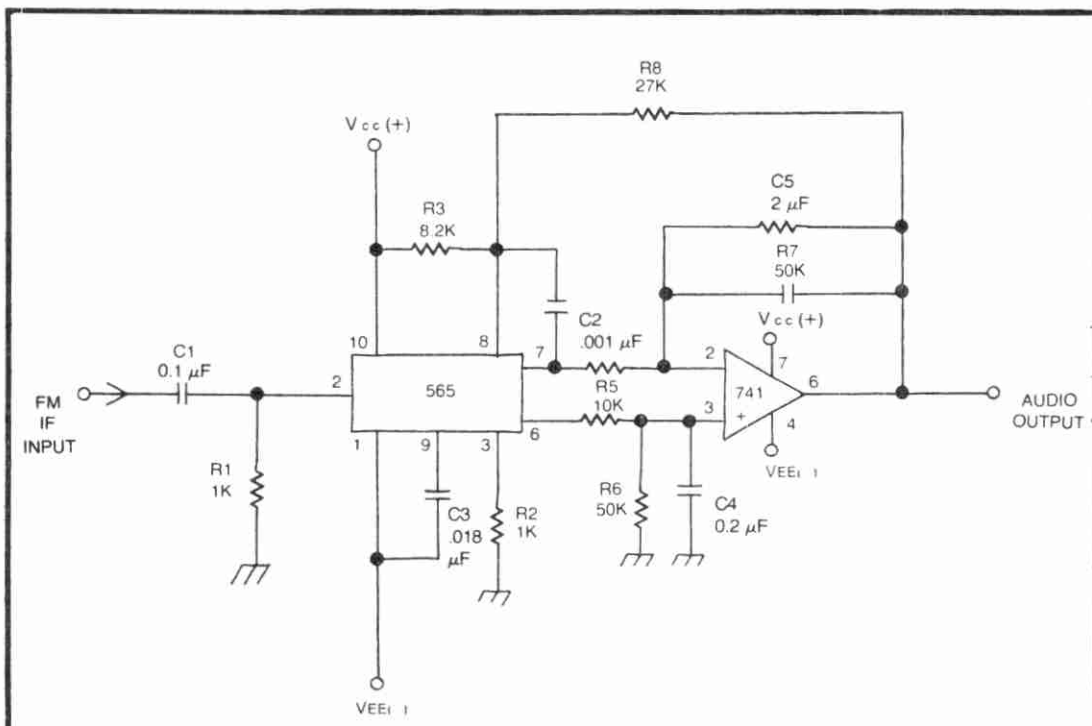 R8
27K
Vcc(+)
C5
2 µF
R3
8.2K
R7
50K
Vcc(+)
C1
0.1 µF
10
8
C2
.001 µF
7
2
7
2
565
R5
10K
741
6
FM
IF
INPUT
AUDIO
OUTPUT
1
9
3
6
3
+
4
R1
1K
C3
.018
µF
R2
1K
R6
50K
C4
0.2 µF
VEE(
VEE(